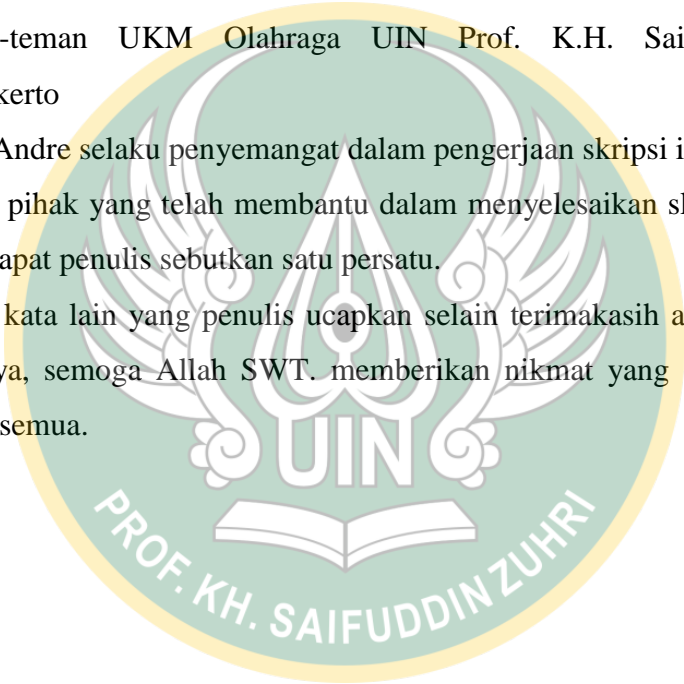 -teman UKM Olahraga UIN Prof. K.H. Sai
kerto
Andre selaku penyemangat dalam pengerjaan skripsi i
pihak yang telah membantu dalam menyelesaikan s
apat penulis sebutkan satu persatu.
kata lain yang penulis ucapkan selain terimakasih a
ya, semoga Allah SWT. memberikan nikmat yang
semua.
UIN
PROF. KH. SAIFUDDIN ZUHRI